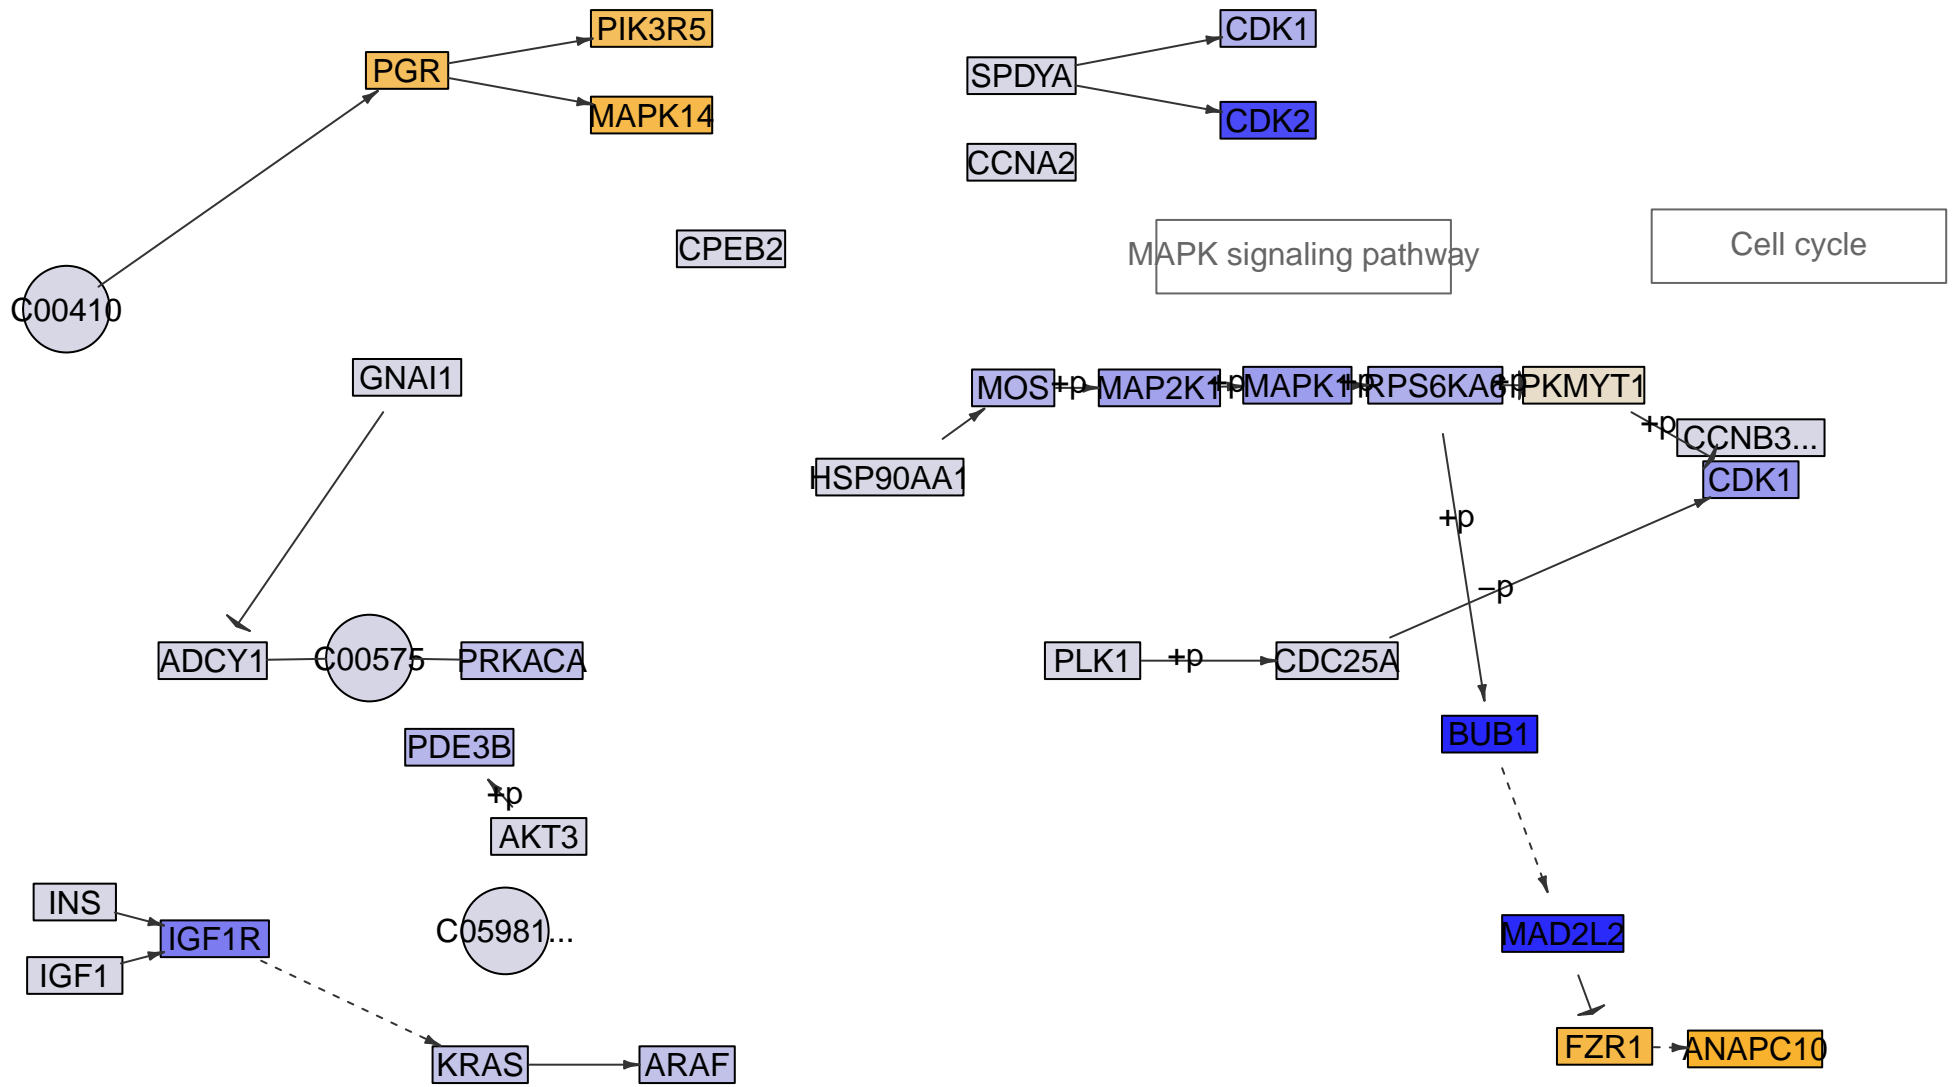 PIK3R5
CDK1
PGR
SPDYA
MAPK14
CDK2
CCNA2
CPEB2
MAPK signaling pathway
Cell cycle
C00410
GNAI1
MOS +p MAP2K1 +p MAPK1 +p RPS6KA6 +p PKMYT1
+p
CCNB3...
HSP90AA1
CDK1
+p
−p
ADCY1
C00575
PRKACA
PLK1
+p
CDC25A
PDE3B
BUB1
+p
AKT3
INS
IGF1R
C05981...
MAD2L2
IGF1
KRAS
ARAF
FZR1
ANAPC10